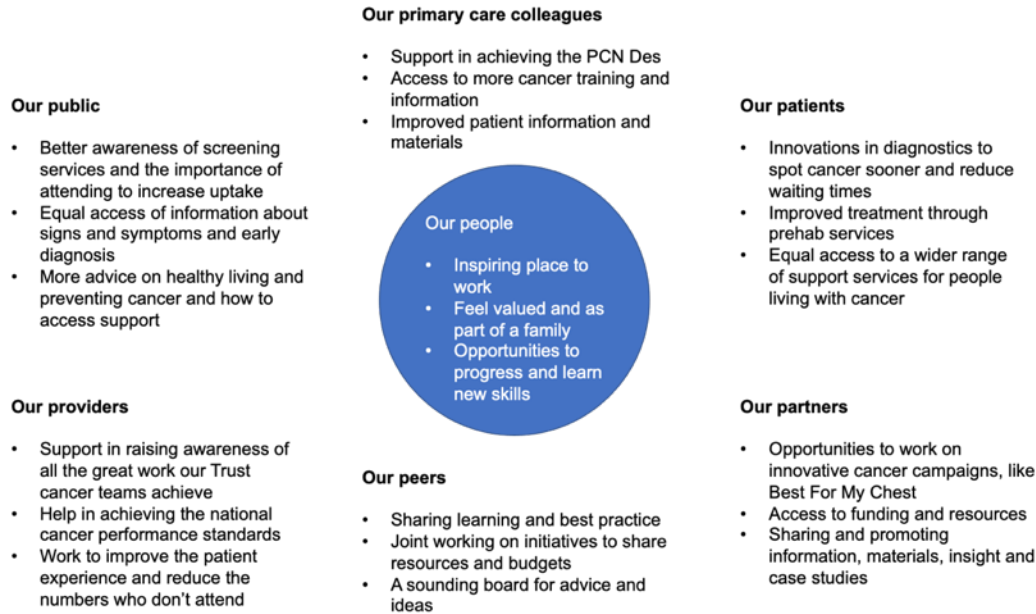 Our primary care colleagues
• Support in achieving the PCN Des
• Access to more cancer training and
information
• Improved patient information and
materials
Our public
• Better awareness of screening
services and the importance of
attending to increase uptake
• Equal access of information about
signs and symptoms and early
diagnosis
• More advice on healthy living and
preventing cancer and how to
access support
Our patients
• Innovations in diagnostics to
spot cancer sooner and reduce
waiting times
• Improved treatment through
prehab services
• Equal access to a wider range
of support services for people
living with cancer
Our people
• Inspiring place to
work
• Feel valued and as
part of a family
• Opportunities to
progress and learn
new skills
Our providers
• Support in raising awareness of
all the great work our Trust
cancer teams achieve
• Help in achieving the national
cancer performance standards
• Work to improve the patient
experience and reduce the
numbers who don't attend
Our peers
• Sharing learning and best practice
• Joint working on initiatives to share
resources and budgets
• A sounding board for advice and
ideas
Our partners
• Opportunities to work on
innovative cancer campaigns, like
Best For My Chest
• Access to funding and resources
• Sharing and promoting
information, materials, insight and
case studies